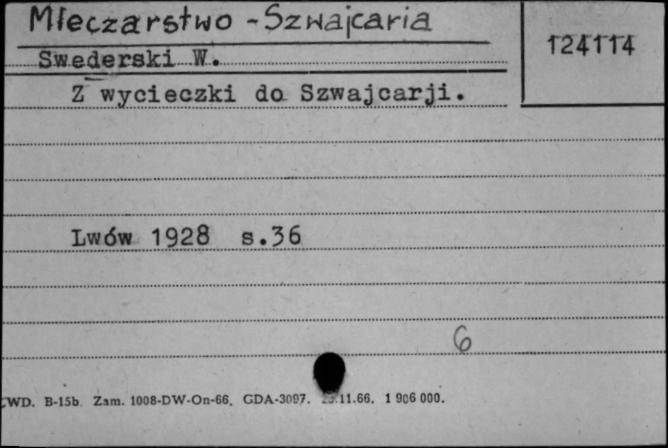 Mleczarstwo - Szwajcaria
124114
Swederski W.
Z wycieczki do Szwajcarji.
Lwów 1928 s.36
6
WD. B-15b. Zam. 1008-DW-On-66. GDA-3097. .11.66. 1 906 000.